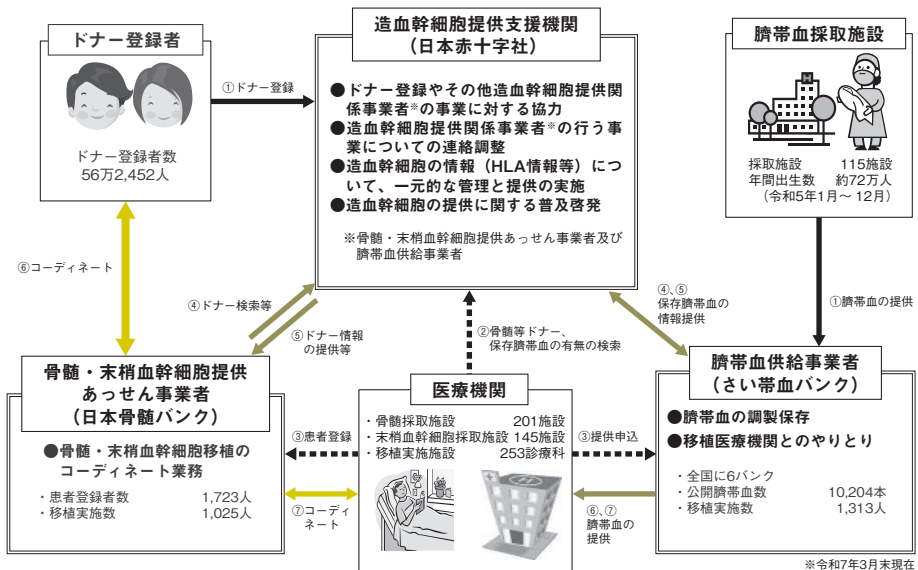 ドナー登録者
ドナー登録者数
56万2,452人
①ドナー登録
造血幹細胞提供支援機関
（日本赤十字社）
●ドナー登録やその他造血幹細胞提供関
係事業者※の事業に対する協力
●造血幹細胞提供関係事業者※の行う事
業についての連絡調整
●造血幹細胞の情報（HLA情報等）につ
いて、一元的な管理と提供の実施
●造血幹細胞の提供に関する普及啓発
※骨髄・末梢血幹細胞提供あっせん事業者及び
臍帯血供給事業者
臍帯血採取施設
採取施設 115施設
年間出生数 約72万人
（令和5年1月～12月）
⑥コーディネート
④ドナー検索等
⑤ドナー情報
の提供等
②骨髄等ドナー、
保存臍帯血の有無の検索
④、⑤
保存臍帯血の
情報提供
①臍帯血の提供
骨髄・末梢血幹細胞提供
あっせん事業者
（日本骨髄バンク）
●骨髄・末梢血幹細胞移植の
コーディネート業務
・患者登録者数 1,723人
・移植実施数 1,025人
③患者登録
⑦コーディ
ネート
医療機関
・骨髄採取施設 201施設
・末梢血幹細胞採取施設 145施設
・移植実施施設 253診療科
③提供申込
⑥、⑦
臍帯血の
提供
臍帯血供給事業者
（さい帯血バンク）
●臍帯血の調製保存
●移植医療機関とのやりとり
・全国に6バンク
・公開臍帯血数 10,204本
・移植実施数 1,313人
※令和7年3月末現在